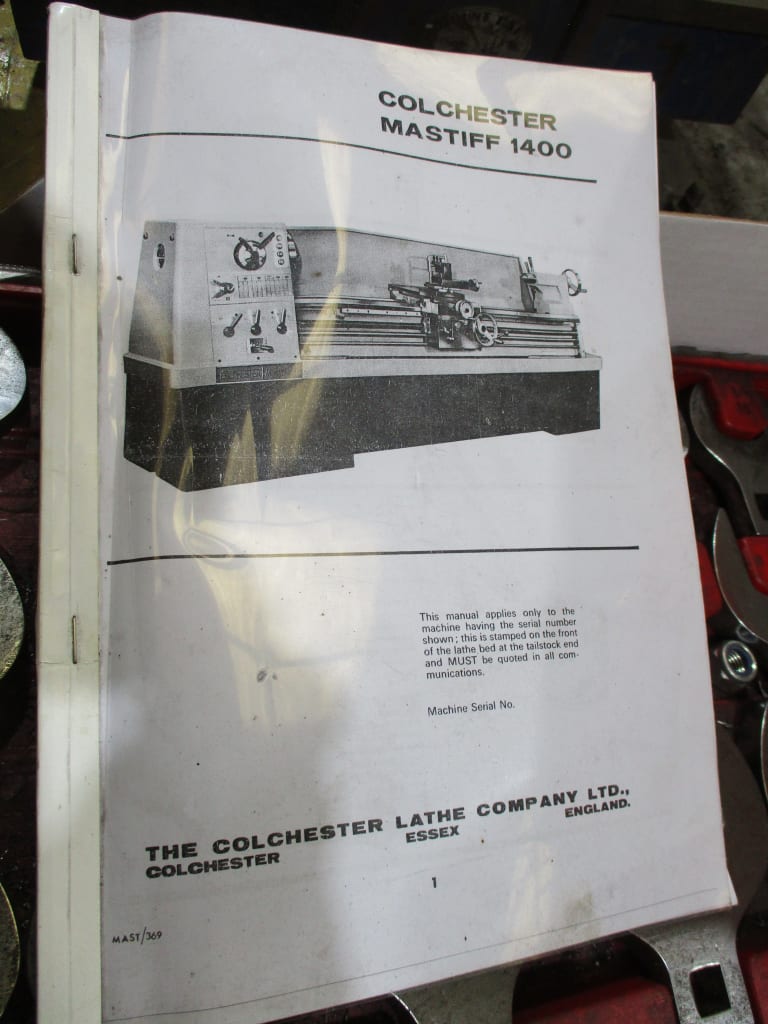 COLCHESTER
MASTIFF 1400
This manual applies only to the
machine having the serial number
shown; this is stamped on the front
of the lathe bed at the tailstock end
and MUST be quoted in all com-
munications.
Machine Serial No.
THE COLCHESTER LATHE COMPANY LTD.,
COLCHESTER ESSEX ENGLAND.
1
MAST/369